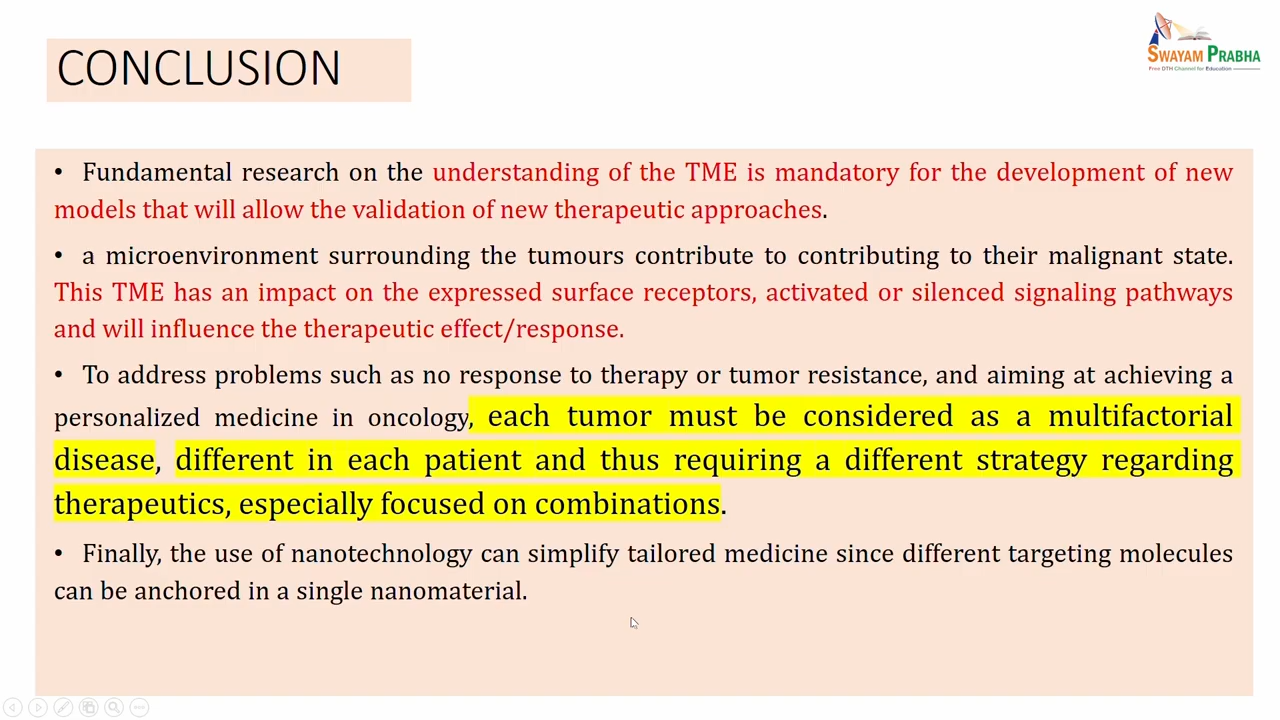 CONCLUSION
SWAYAM PRABHA
Free DTH Channel for Education
• Fundamental research on the understanding of the TME is mandatory for the development of new
models that will allow the validation of new therapeutic approaches.
• a microenvironment surrounding the tumours contribute to contributing to their malignant state.
This TME has an impact on the expressed surface receptors, activated or silenced signaling pathways
and will influence the therapeutic effect/response.
• To address problems such as no response to therapy or tumor resistance, and aiming at achieving a
personalized medicine in oncology, each tumor must be considered as a multifactorial
disease, different in each patient and thus requiring a different strategy regarding
therapeutics, especially focused on combinations.
• Finally, the use of nanotechnology can simplify tailored medicine since different targeting molecules
can be anchored in a single nanomaterial.